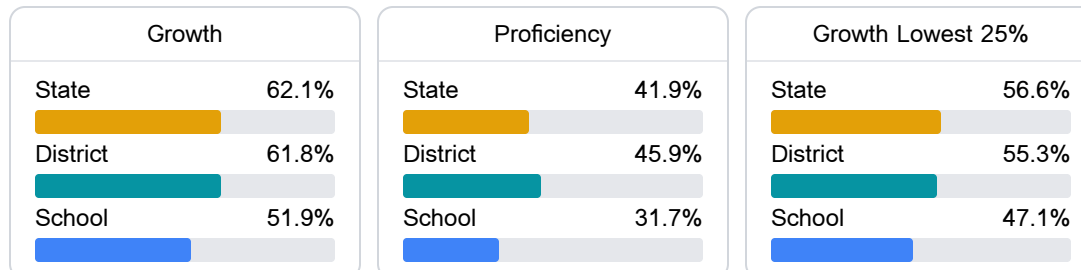 Growth
State 62.1%
District 61.8%
School 51.9%
Proficiency
State 41.9%
District 45.9%
School 31.7%
Growth Lowest 25%
State 56.6%
District 55.3%
School 47.1%